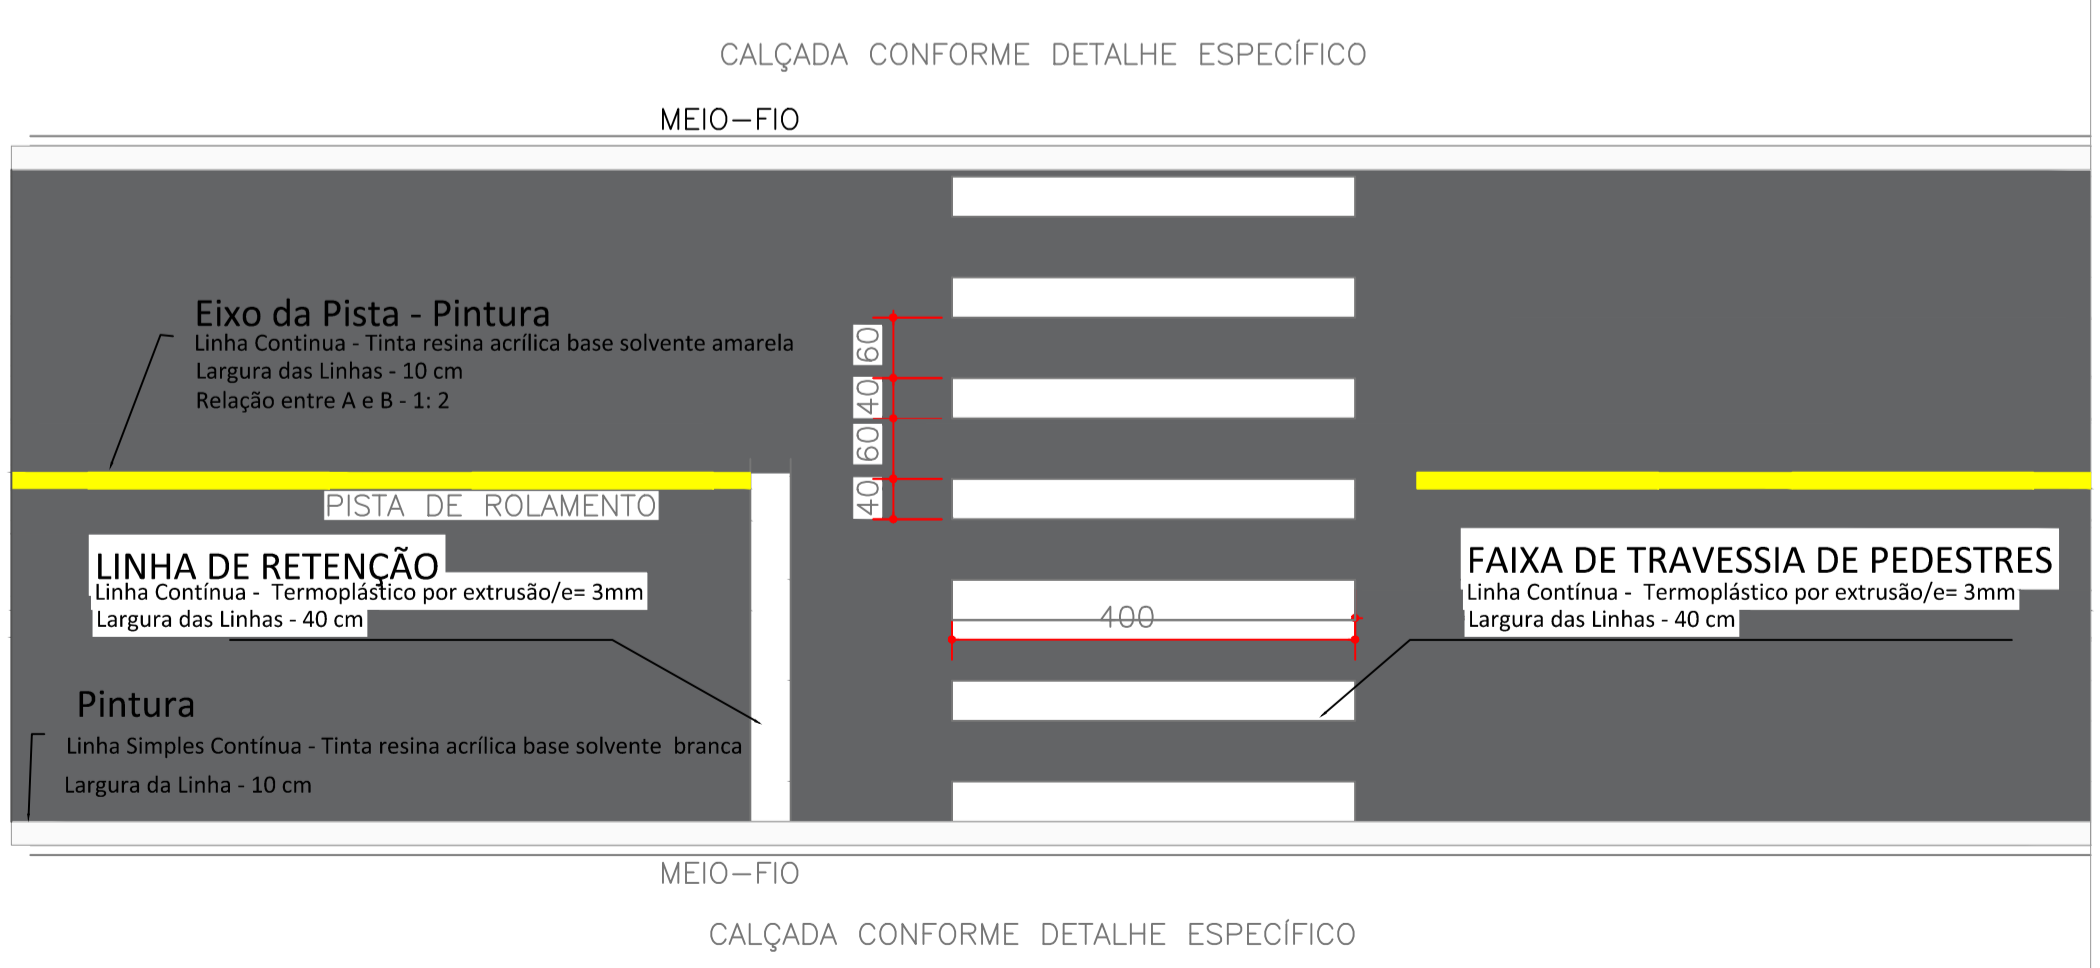 CALÇADA CONFORME DETALHE ESPECÍFICO
MEIO-FIO
Eixo da Pista - Pintura
Linha Continua - Tinta resina acrílica base solvente amarela
Largura das Linhas - 10 cm
Relação entre A e B - 1: 2
60
40
60
40
PISTA DE ROLAMENTO
LINHA DE RETENÇÃO
Linha Contínua - Termoplástico por extrusão/e= 3mm
Largura das Linhas - 40 cm
400
FAIXA DE TRAVESSIA DE PEDESTRES
Linha Contínua - Termoplástico por extrusão/e= 3mm
Largura das Linhas - 40 cm
Pintura
Linha Simples Contínua - Tinta resina acrílica base solvente branca
Largura da Linha - 10 cm
MEIO-FIO
CALÇADA CONFORME DETALHE ESPECÍFICO